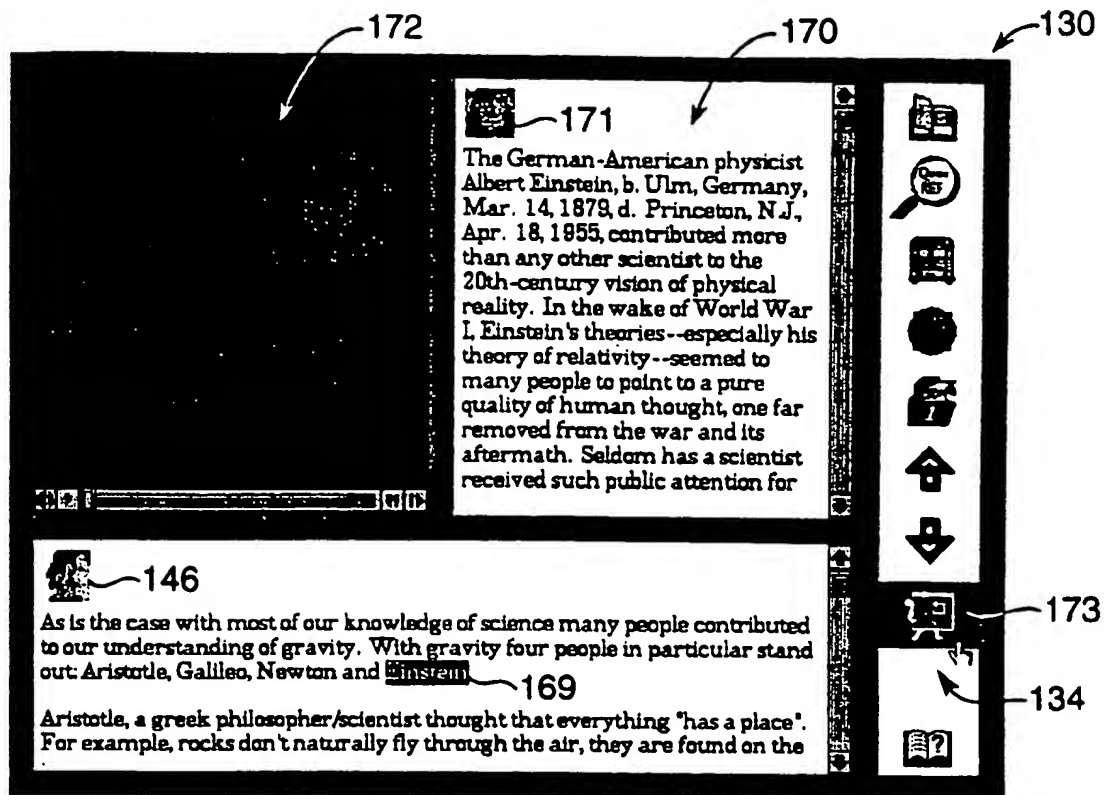 172
170
130
171
The German-American physicist
Albert Einstein, b. Ulm, Germany,
Mar. 14, 1879, d. Princeton, N.J.,
Apr. 18, 1955, contributed more
than any other scientist to the
20th-century vision of physical
reality. In the wake of World War
I, Einstein's theories--especially his
theory of relativity--seemed to
many people to point to a pure
quality of human thought, one far
removed from the war and its
aftermath. Seldom has a scientist
received such public attention for
REF
146
As is the case with most of our knowledge of science many people contributed
to our understanding of gravity. With gravity four people in particular stand
out: Aristotle, Galileo, Newton and Einstein
169
Aristotle, a greek philosopher/scientist thought that everything "has a place".
For example, rocks don't naturally fly through the air, they are found on the
173
134
?